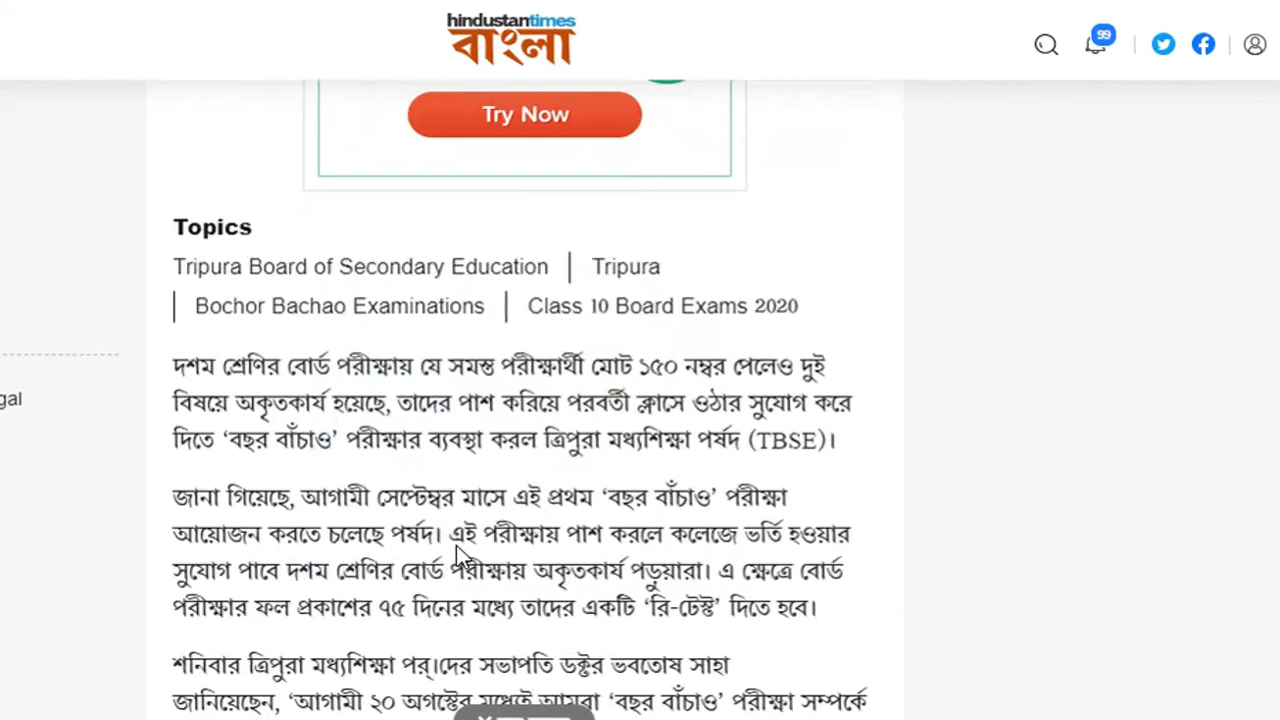 hindustantimes
বাংলা
99
Try Now
Topics
Tripura Board of Secondary Education | Tripura
| Bochor Bachao Examinations | Class 10 Board Exams 2020
gal
দশম শ্রেণির বোর্ড পরীক্ষায় যে সমস্ত পরীক্ষার্থী মোট ১৫০ নম্বর পেলেও দুই
বিষয়ে অকৃতকার্য হয়েছে, তাদের পাশ করিয়ে পরবর্তী ক্লাসে ওঠার সুযোগ করে
দিতে ‘বছর বাঁচাও’ পরীক্ষার ব্যবস্থা করল ত্রিপুরা মধ্যশিক্ষা পর্ষদ (TBSE)।
জানা গিয়েছে, আগামী সেপ্টেম্বর মাসে এই প্রথম ‘বছর বাঁচাও’ পরীক্ষা
আয়োজন করতে চলেছে পর্ষদ। এই পরীক্ষায় পাশ করলে কলেজে ভর্তি হওয়ার
সুযোগ পাবে দশম শ্রেণির বোর্ড পরীক্ষায় অকৃতকার্য পড়ুয়ারা। এ ক্ষেত্রে বোর্ড
পরীক্ষার ফল প্রকাশের ৭৫ দিনের মধ্যে তাদের একটি ‘রি-টেস্ট’ দিতে হবে।
শনিবার ত্রিপুরা মধ্যশিক্ষা পর্।দের সভাপতি ডক্টর ভবতোষ সাহা
জানিয়েছেন, ‘আগামী ২০ অগস্টের মধ্যেই আমরা ‘বছর বাঁচাও’ পরীক্ষা সম্পর্কে